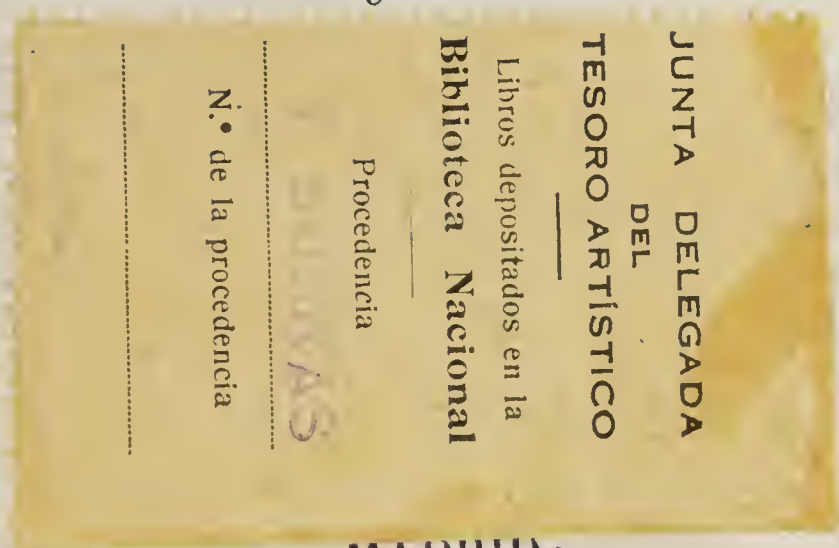 JUNTA DELEGADA
DEL
TESORO ARTÍSTICO
Libros depositados en la
Biblioteca Nacional
Procedencia
N.º de la procedencia